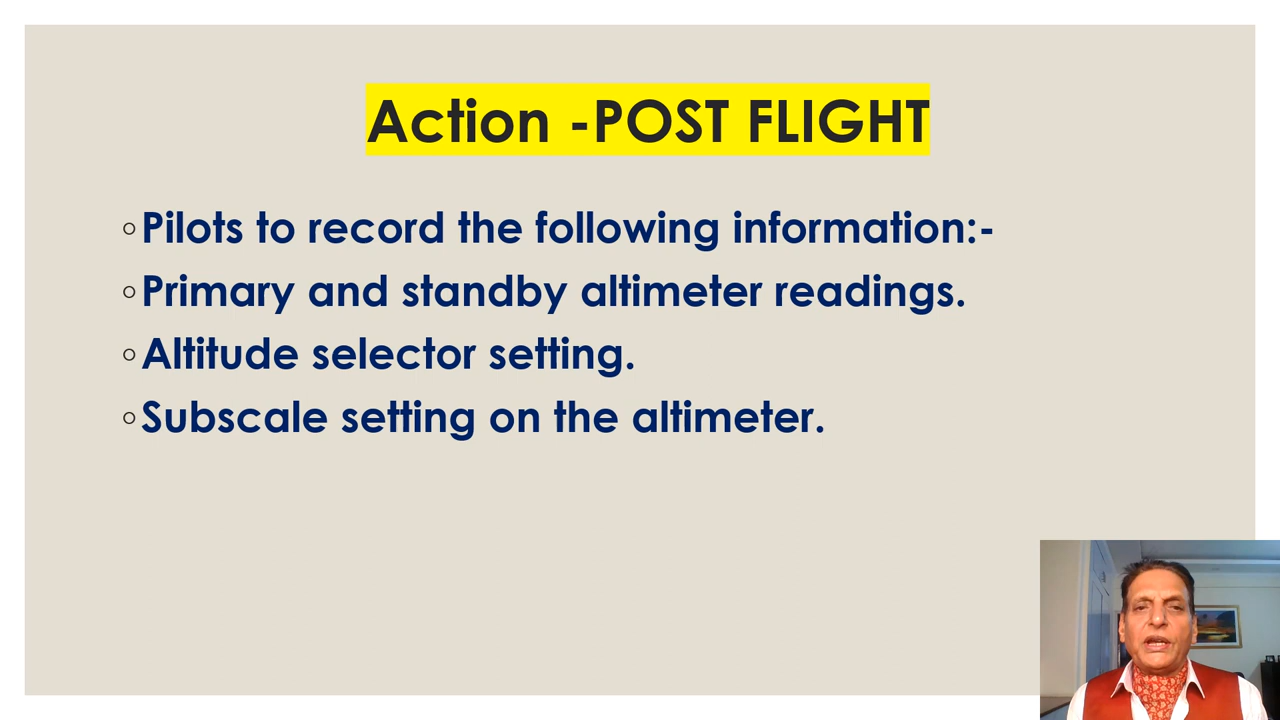 Action -POST FLIGHT
◦Pilots to record the following information:-
◦Primary and standby altimeter readings.
◦Altitude selector setting.
◦Subscale setting on the altimeter.